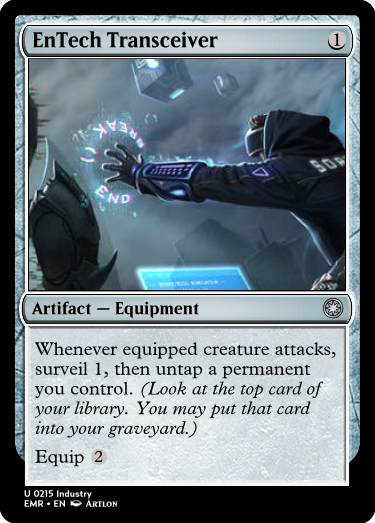 EnTech Transceiver 1
BREAK
()
END
Artifact — Equipment
Whenever equipped creature attacks,
surveil 1, then untap a permanent
you control. (Look at the top card of
your library. You may put that card
into your graveyard.)
Equip 2
U 0215 Industry
EMR • EN Artlon